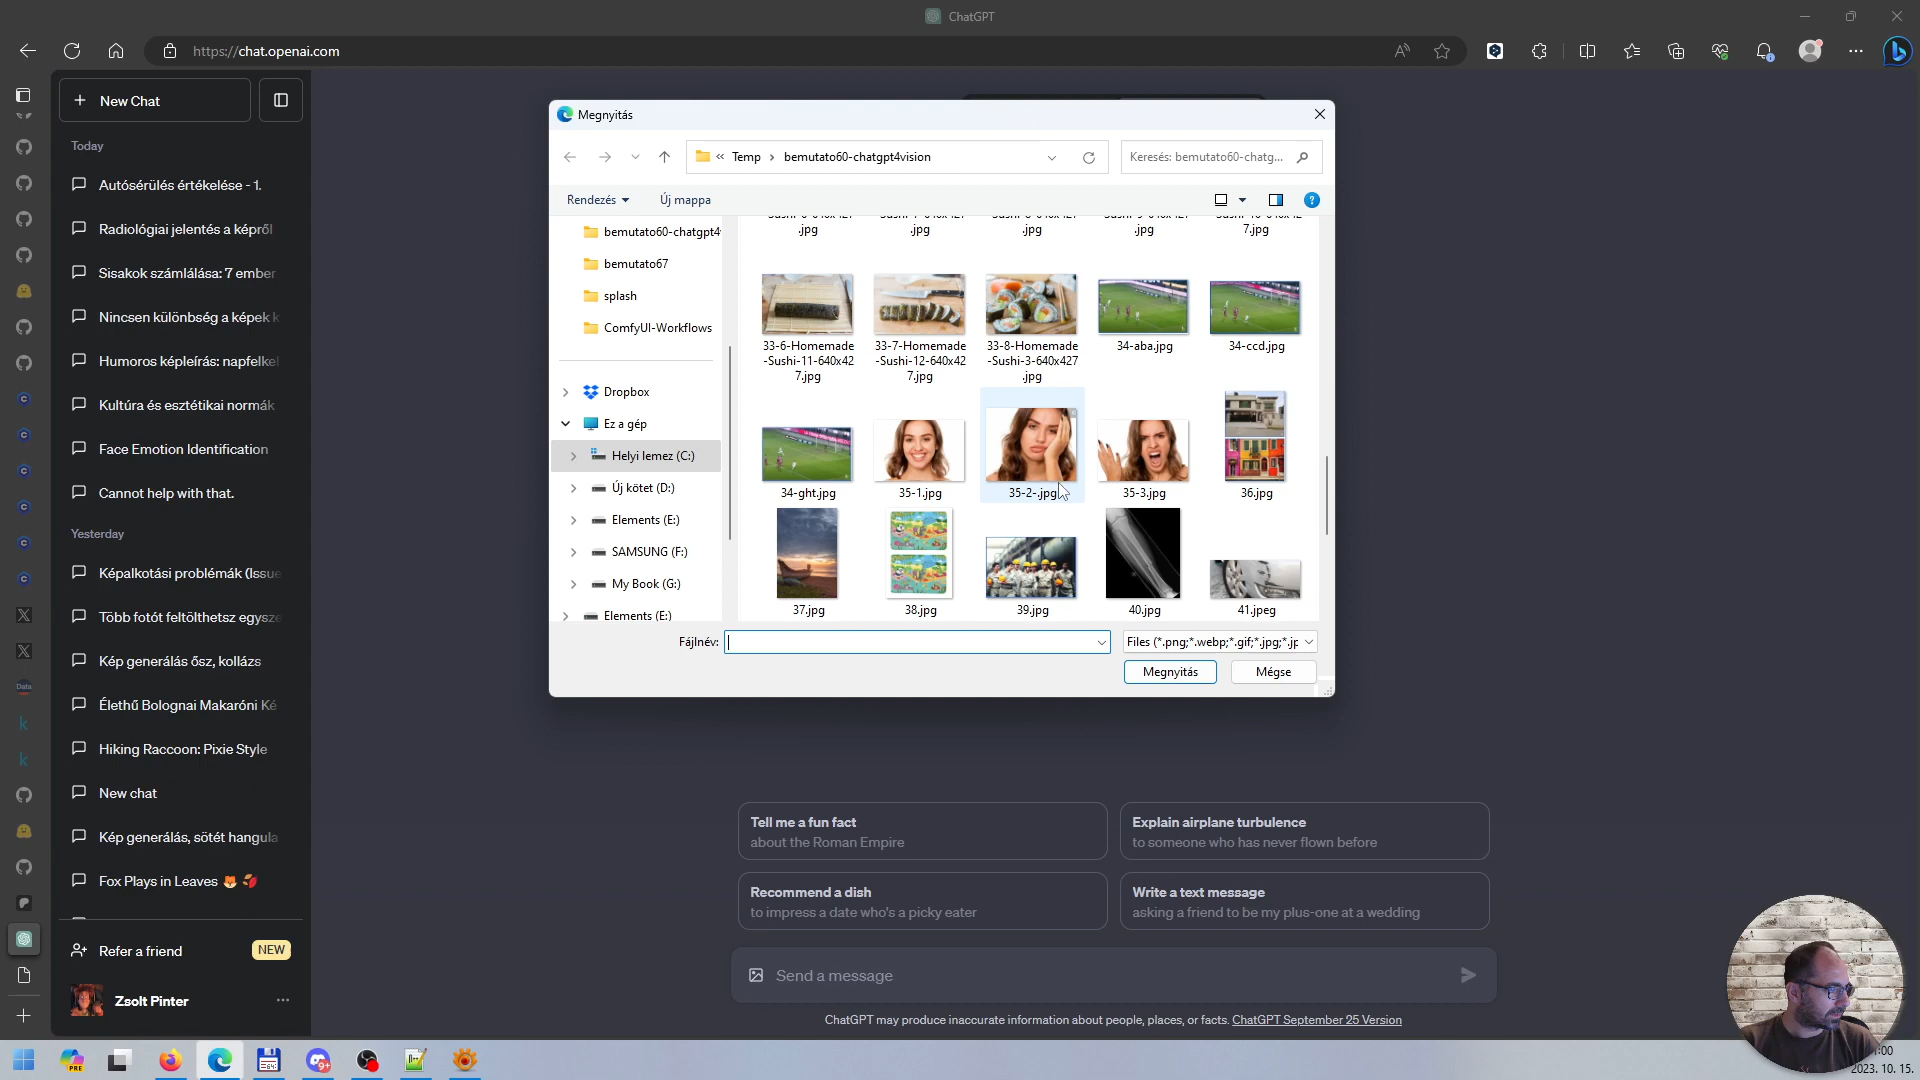 ChatGPT
https://chat.openai.com
New Chat
Today
Autósérülés értékelése - 1.
Radiológiai jelentés a képről
Sisakok számlálása: 7 ember
Nincsen különbség a képek k
Humoros képleírás: napfelkel
Kultúra és esztétikai normák
Face Emotion Identification
Cannot help with that.
Yesterday
Képalkotási problémák (Issue
Több fotót feltölthetsz egysze
Kép generálás ősz, kollázs
Élethű Bolognai Makaróni Ké
Hiking Raccoon: Pixie Style
New chat
Kép generálás, sötét hangula
Fox Plays in Leaves 🦊 🍁
Refer a friend
NEW
Zsolt Pinter
Megnyitás
« Temp › bemutato60-chatgpt4vision
Keresés: bemutato60-chatg...
Rendezés
Új mappa
bemutato60-chatgpt4
bemutato67
splash
ComfyUI-Workflows
Dropbox
Ez a gép
Helyi lemez (C:)
Új kötet (D:)
Elements (E:)
SAMSUNG (F:)
My Book (G:)
Elements (E:)
.jpg
.jpg
.jpg
.jpg
7.jpg
33-6-Homemade
-Sushi-11-640x42
7.jpg
33-7-Homemade
-Sushi-12-640x42
7.jpg
33-8-Homemade
-Sushi-3-640x427
.jpg
34-aba.jpg
34-ccd.jpg
34-ght.jpg
35-1.jpg
35-2-.jpg
35-3.jpg
36.jpg
37.jpg
38.jpg
39.jpg
40.jpg
41.jpeg
Fájlnév:
Files (*.png;*.webp;*.gif;*.jpg;*.jp
Megnyitás
Mégse
Tell me a fun fact
about the Roman Empire
Explain airplane turbulence
to someone who has never flown before
Recommend a dish
to impress a date who's a picky eater
Write a text message
asking a friend to be my plus-one at a wedding
Send a message
ChatGPT may produce inaccurate information about people, places, or facts. ChatGPT September 25 Version
PRE
9+
:00
2023. 10. 15.